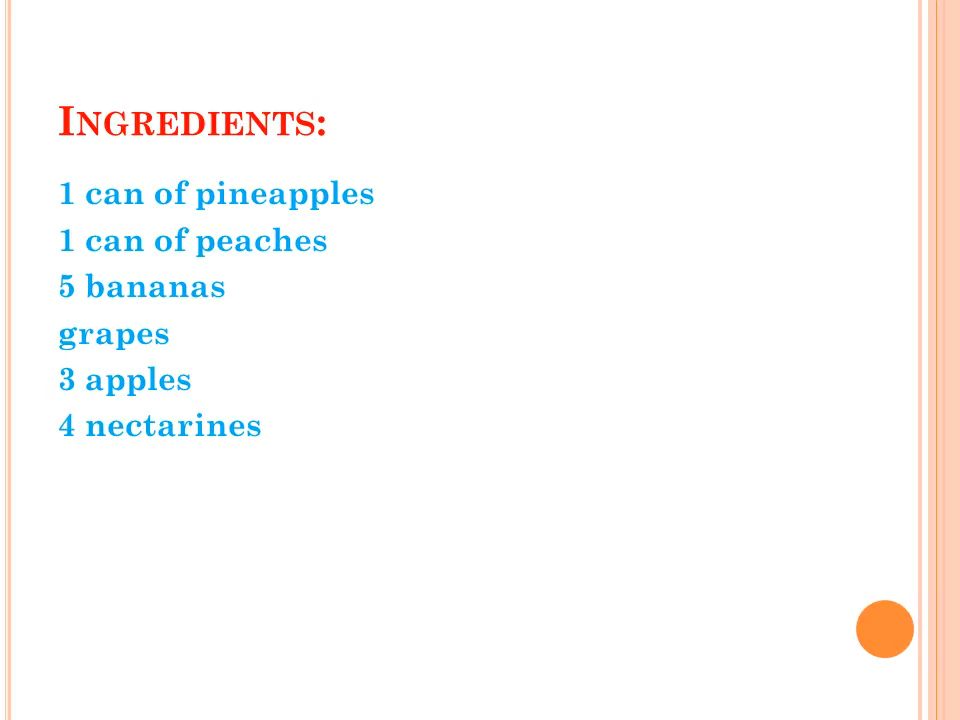 Ingredients:
1 can of pineapples
1 can of peaches
5 bananas
grapes
3 apples
4 nectarines